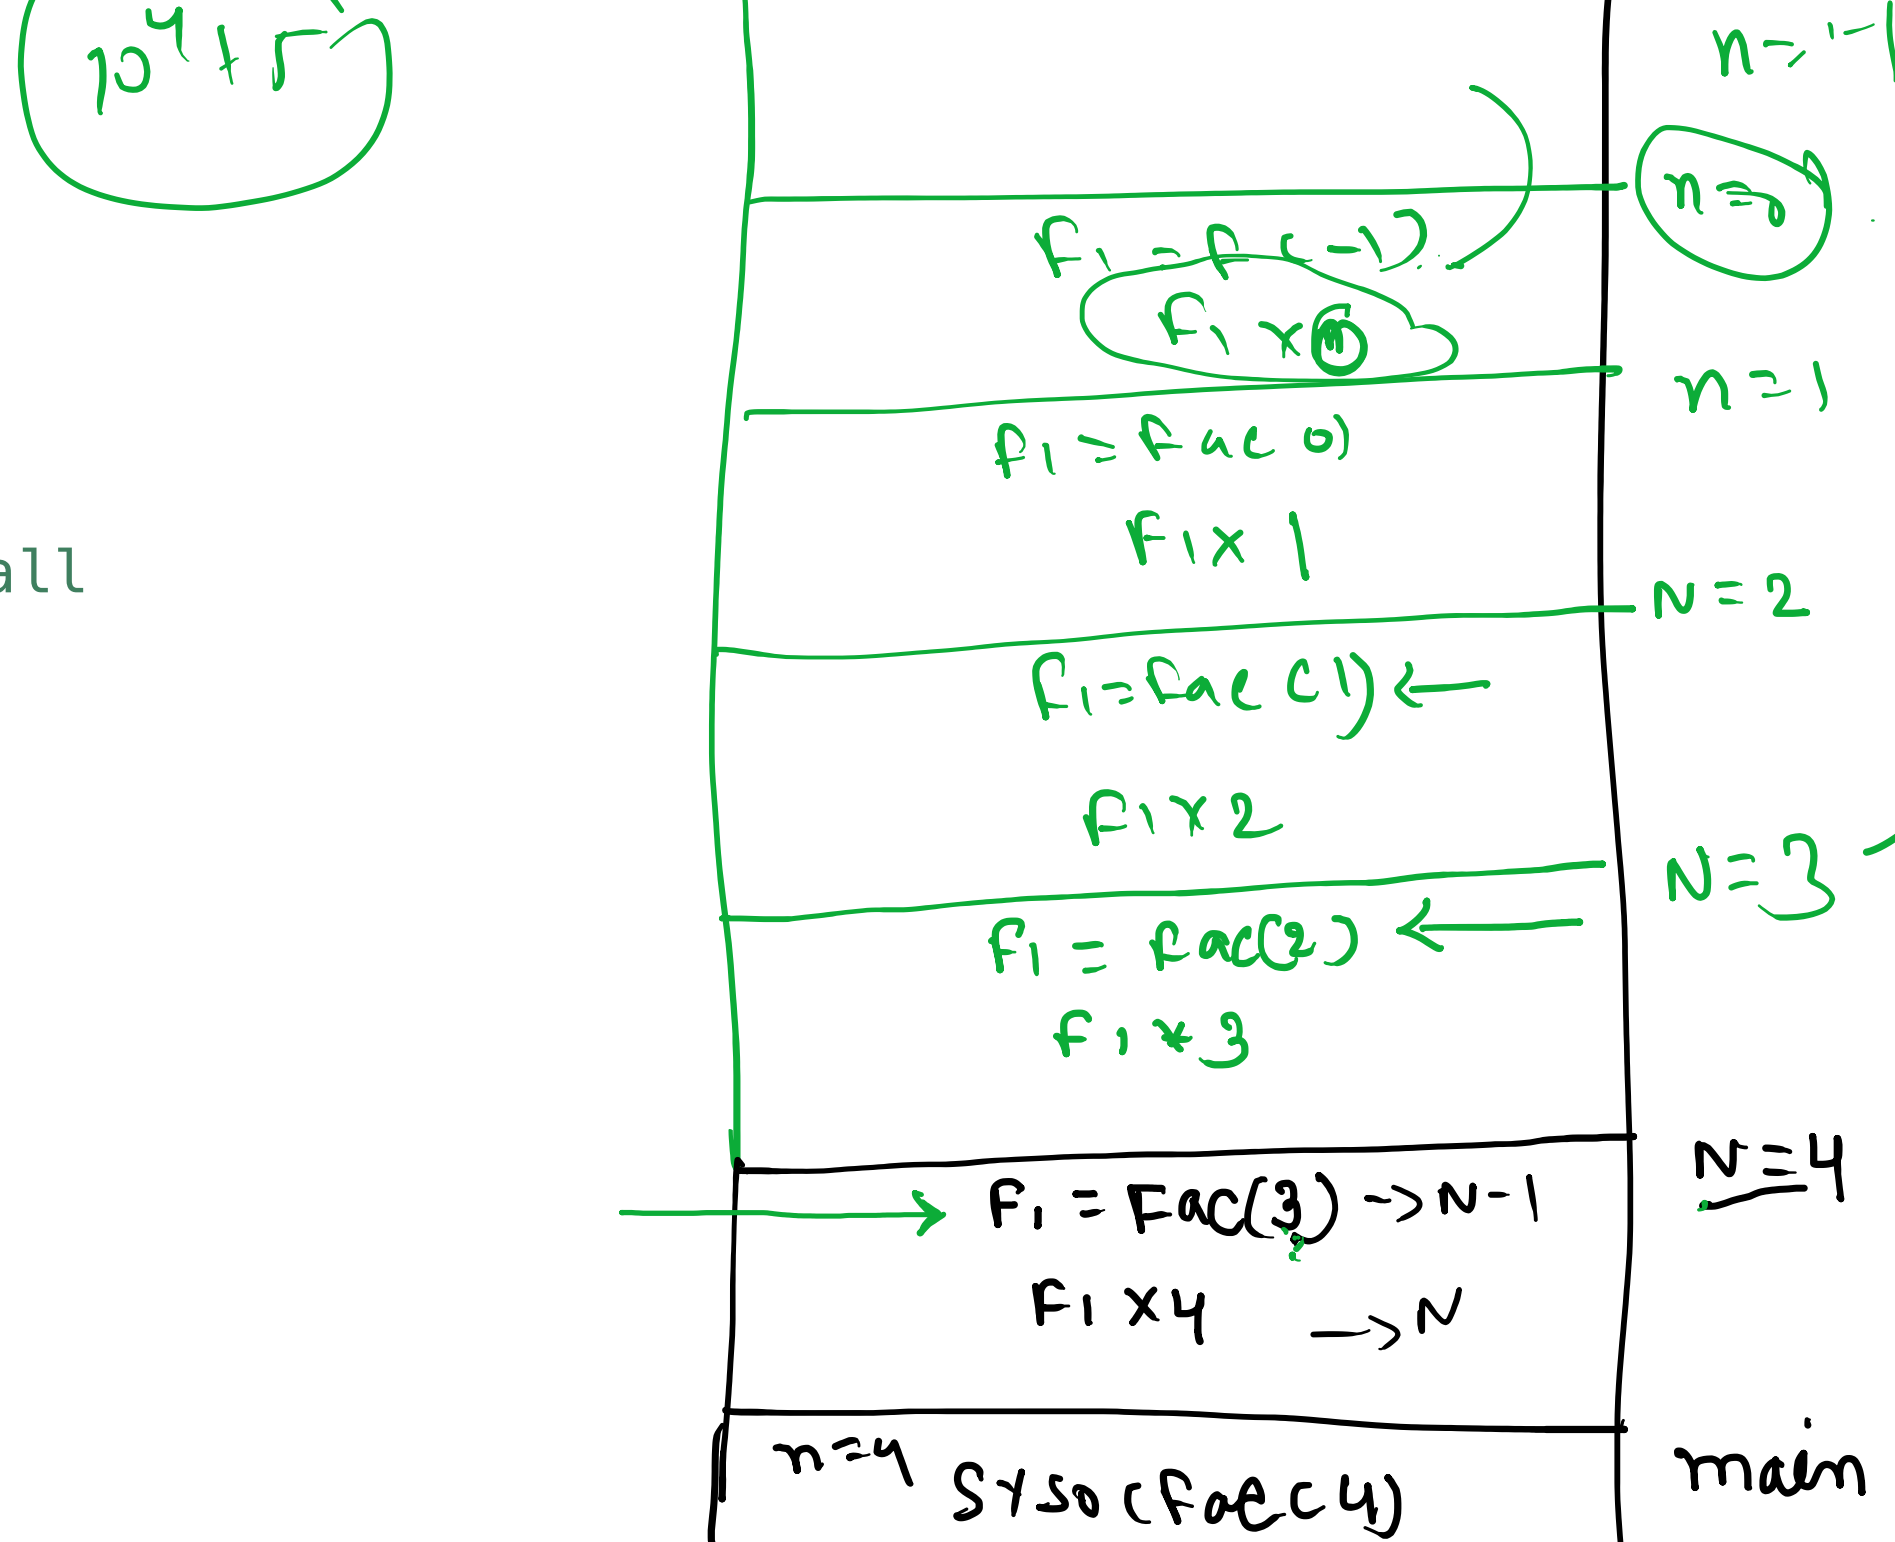 10^4 + 5
n = -1
n = 0
F1 = F(-1)
F1 x
n = 1
F1 = Fac 0)
F1 x 1
all
N = 2
F1 = Fac(1) ←
F1 x 2
N = 3
F1 = Fac(2) ←
F1 * 3
N = 4
→ F1 = Fac(3) -> N-1
F1 x 4 -> N
n = 4
main
Syso (Fac(4)